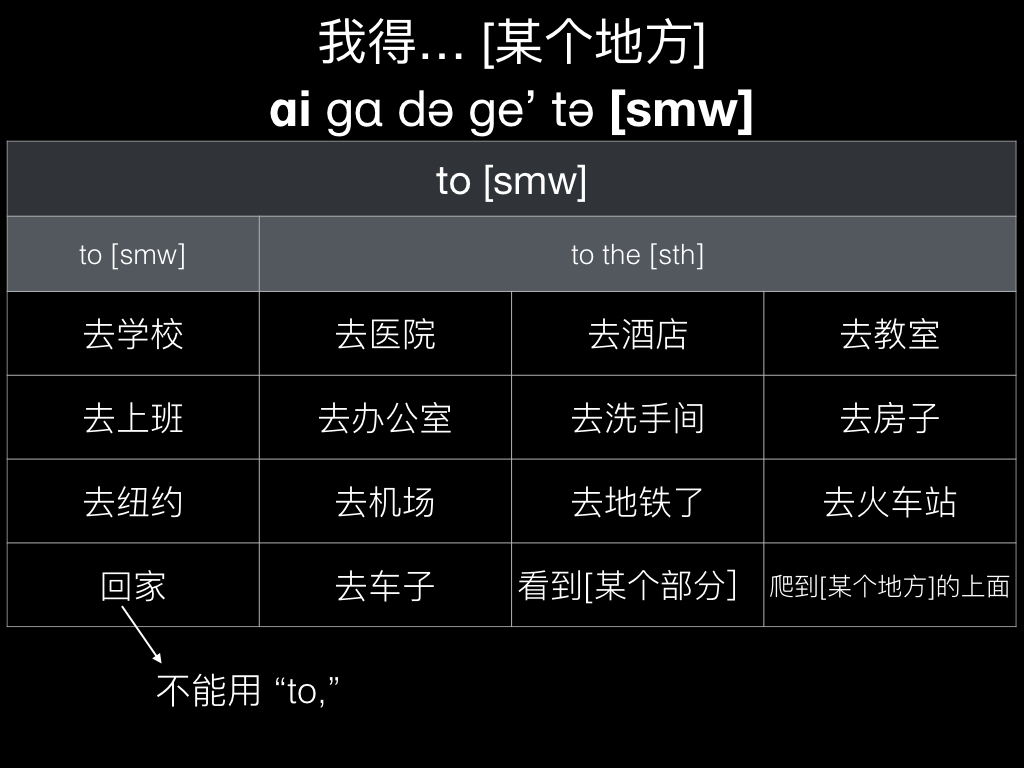 我得… [某个地方]
ɑi gɑ də ge’ tə [smw]
to [smw]
to [smw] to the [sth]
去学校 去医院 去酒店 去教室
去上班 去办公室 去洗手间 去房子
去纽约 去机场 去地铁了 去火车站
回家 去车子 看到[某个部分］ 爬到[某个地方]的上面
不能用 “to,”